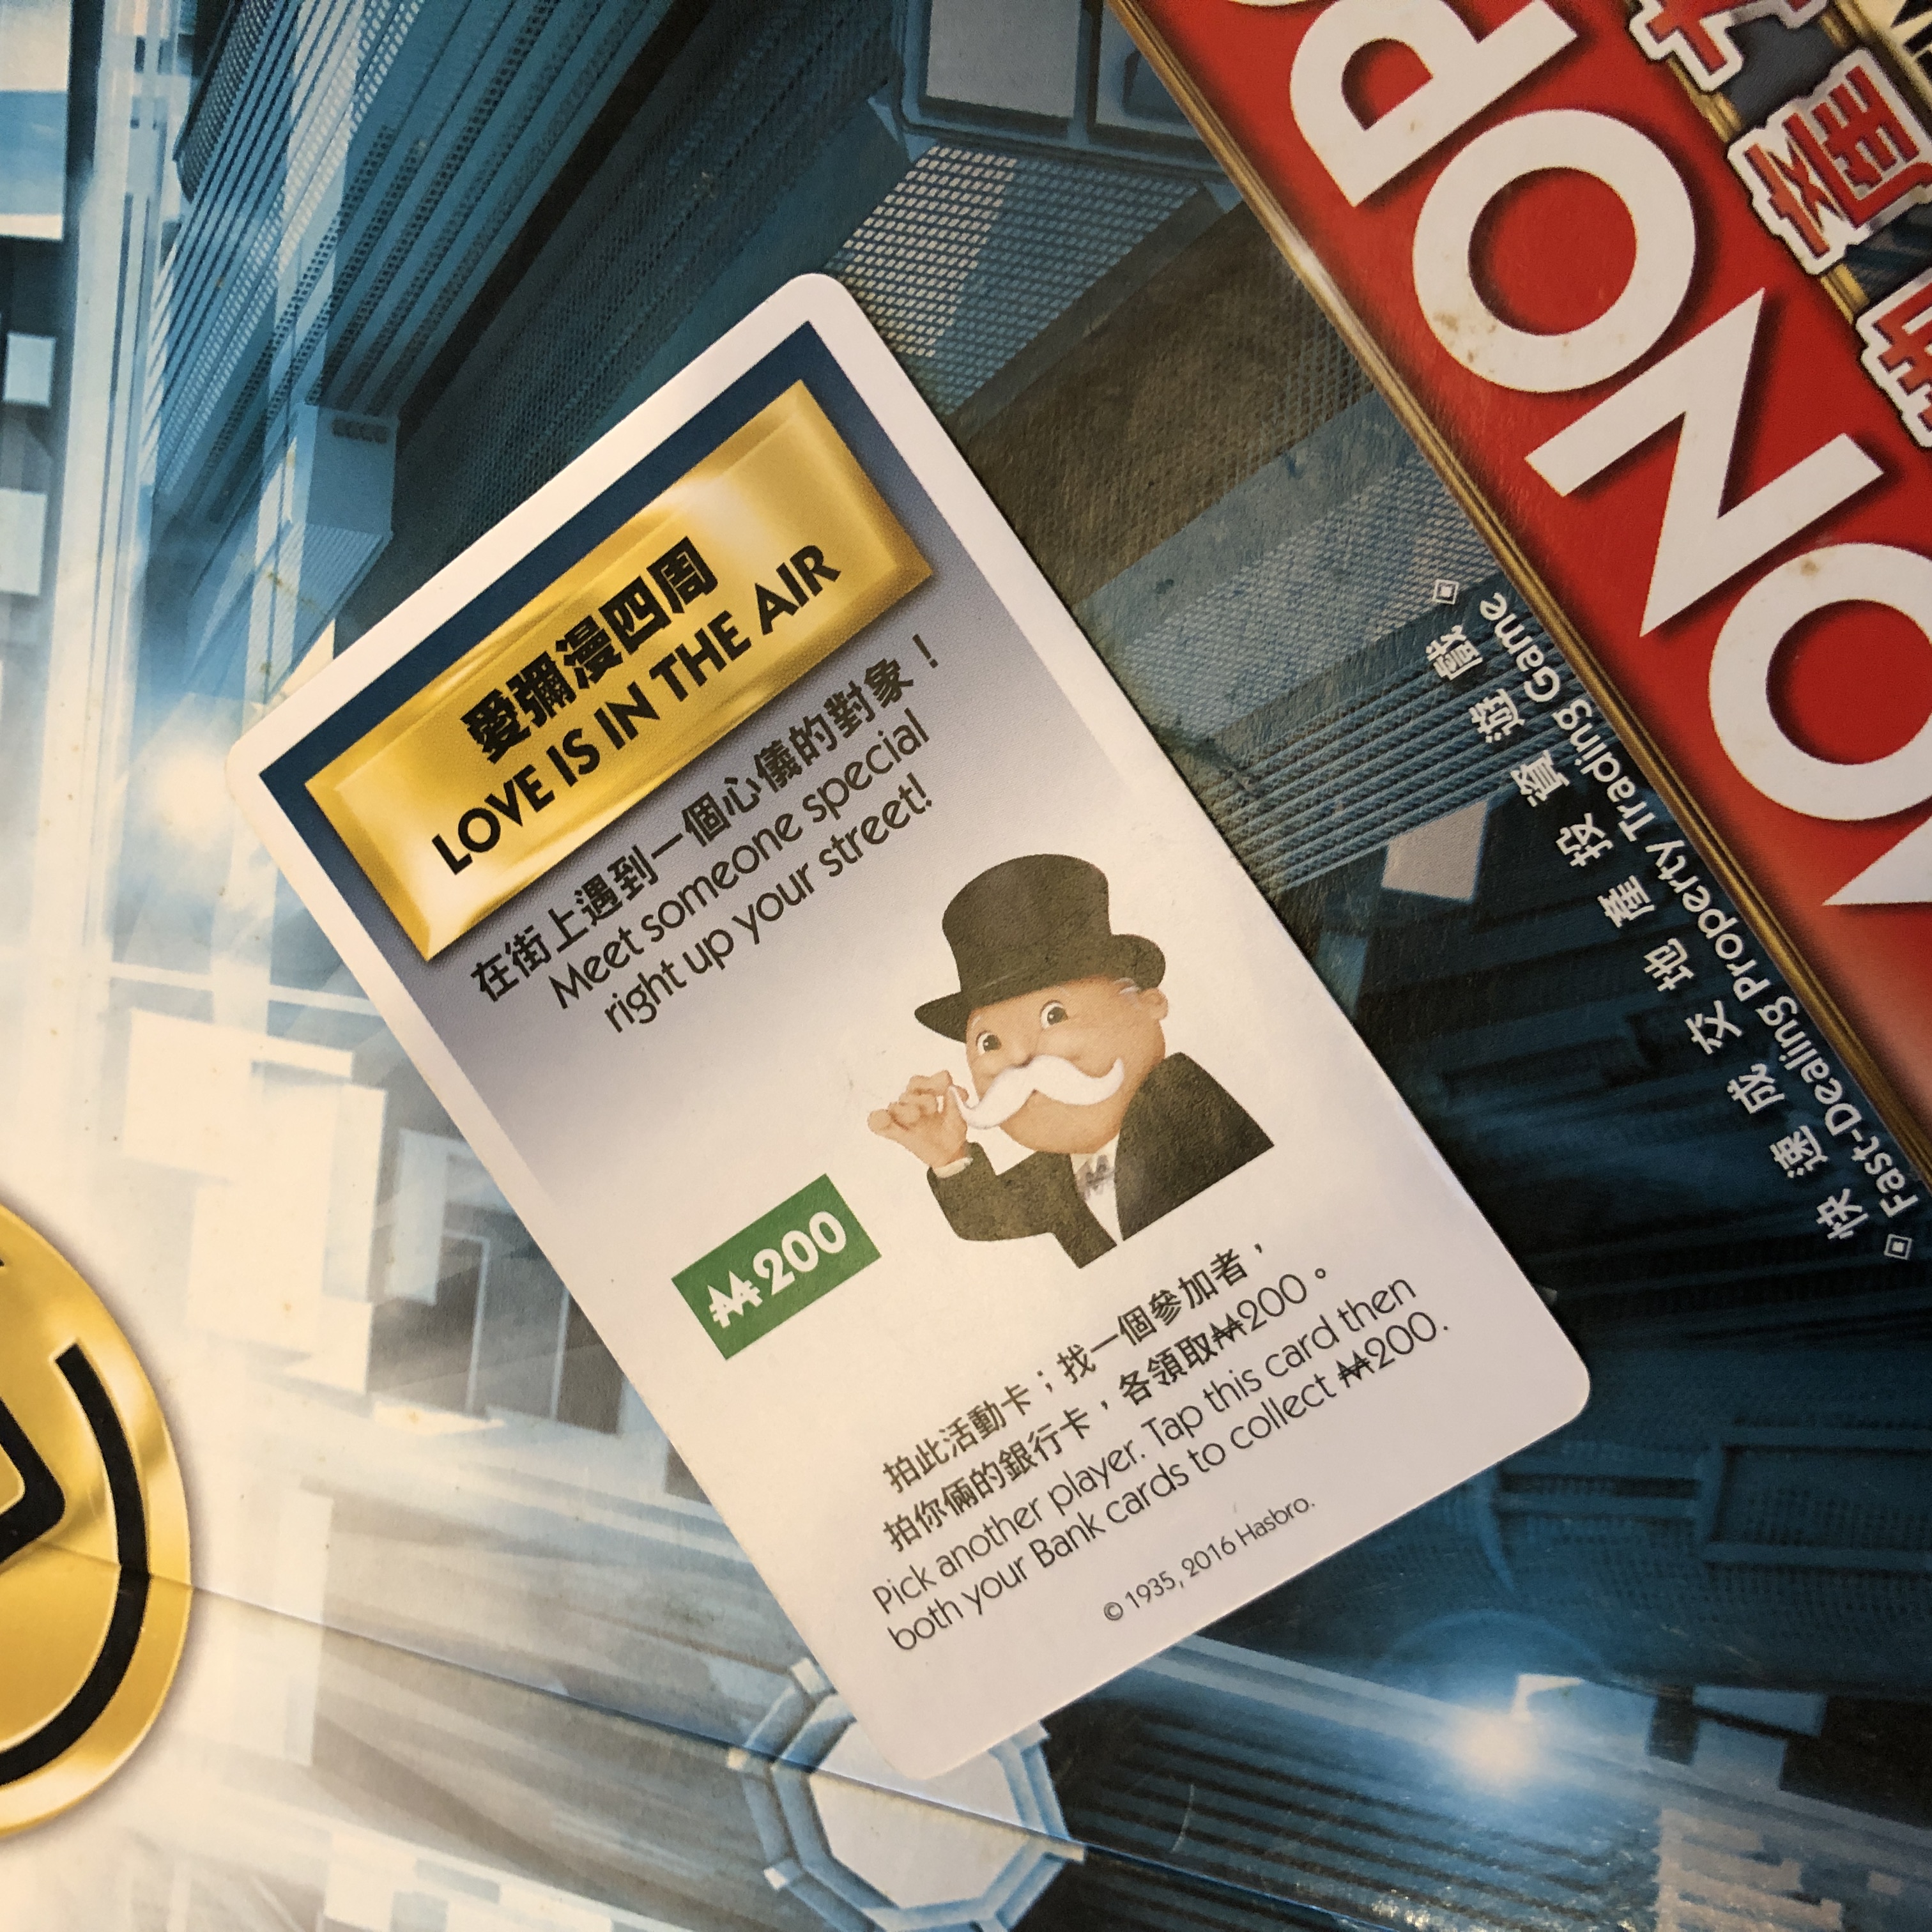 愛彌漫四周
LOVE IS IN THE AIR
在街上遇到一個心儀的對象！
Meet someone special
right up your street!
₩200
拍此活動卡；找一個參加者，
拍你倆的銀行卡，各領取₩200。
Pick another player. Tap this card then
both your Bank cards to collect ₩200.
© 1935, 2016 Hasbro.
快速成交地產投資遊戲
Fast-Dealing Property Trading Game